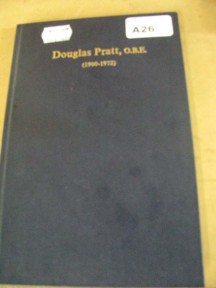 A26
Douglas Pratt, O.B.E.
(1900-1972)